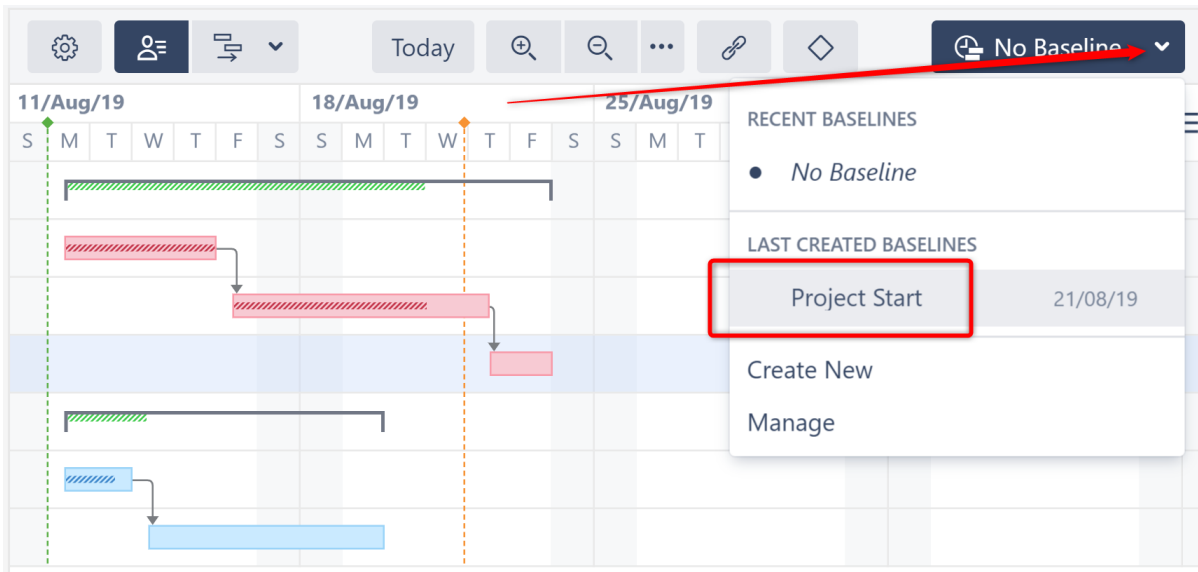 Today
No Baseline
11/Aug/19 18/Aug/19 25/Aug/19
S M T W T F S S M T W T F S S M T
RECENT BASELINES
No Baseline
LAST CREATED BASELINES
Project Start 21/08/19
Create New
Manage